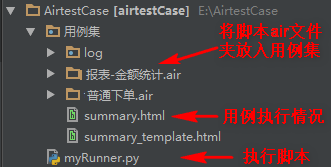 AirtestCase [airtestCase] E:\AirtestCase
用例集
将脚本air文件
夹放入用例集
log
报表-金额统计.air
普通下单.air
summary.html
用例执行情况
summary_template.html
myRunner.py
执行脚本